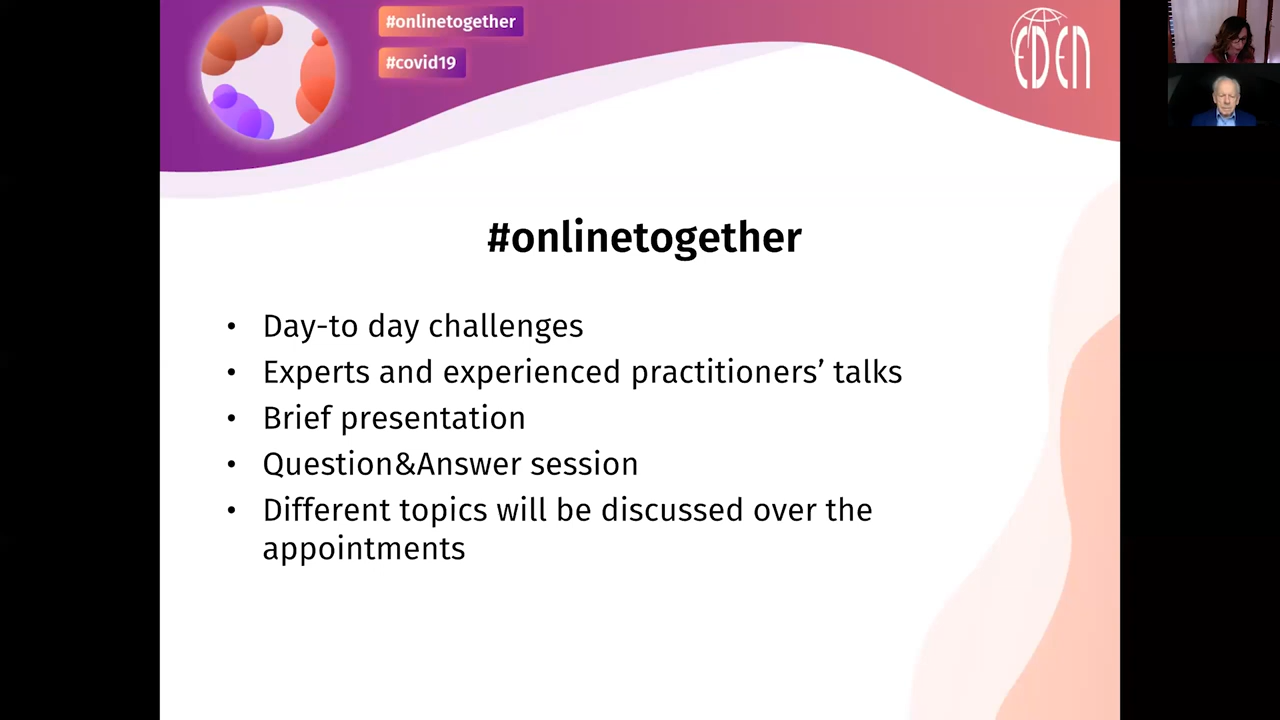 #onlinetogether
#covid19
EDEN
#onlinetogether
• Day-to day challenges
• Experts and experienced practitioners’ talks
• Brief presentation
• Question&Answer session
• Different topics will be discussed over the
appointments